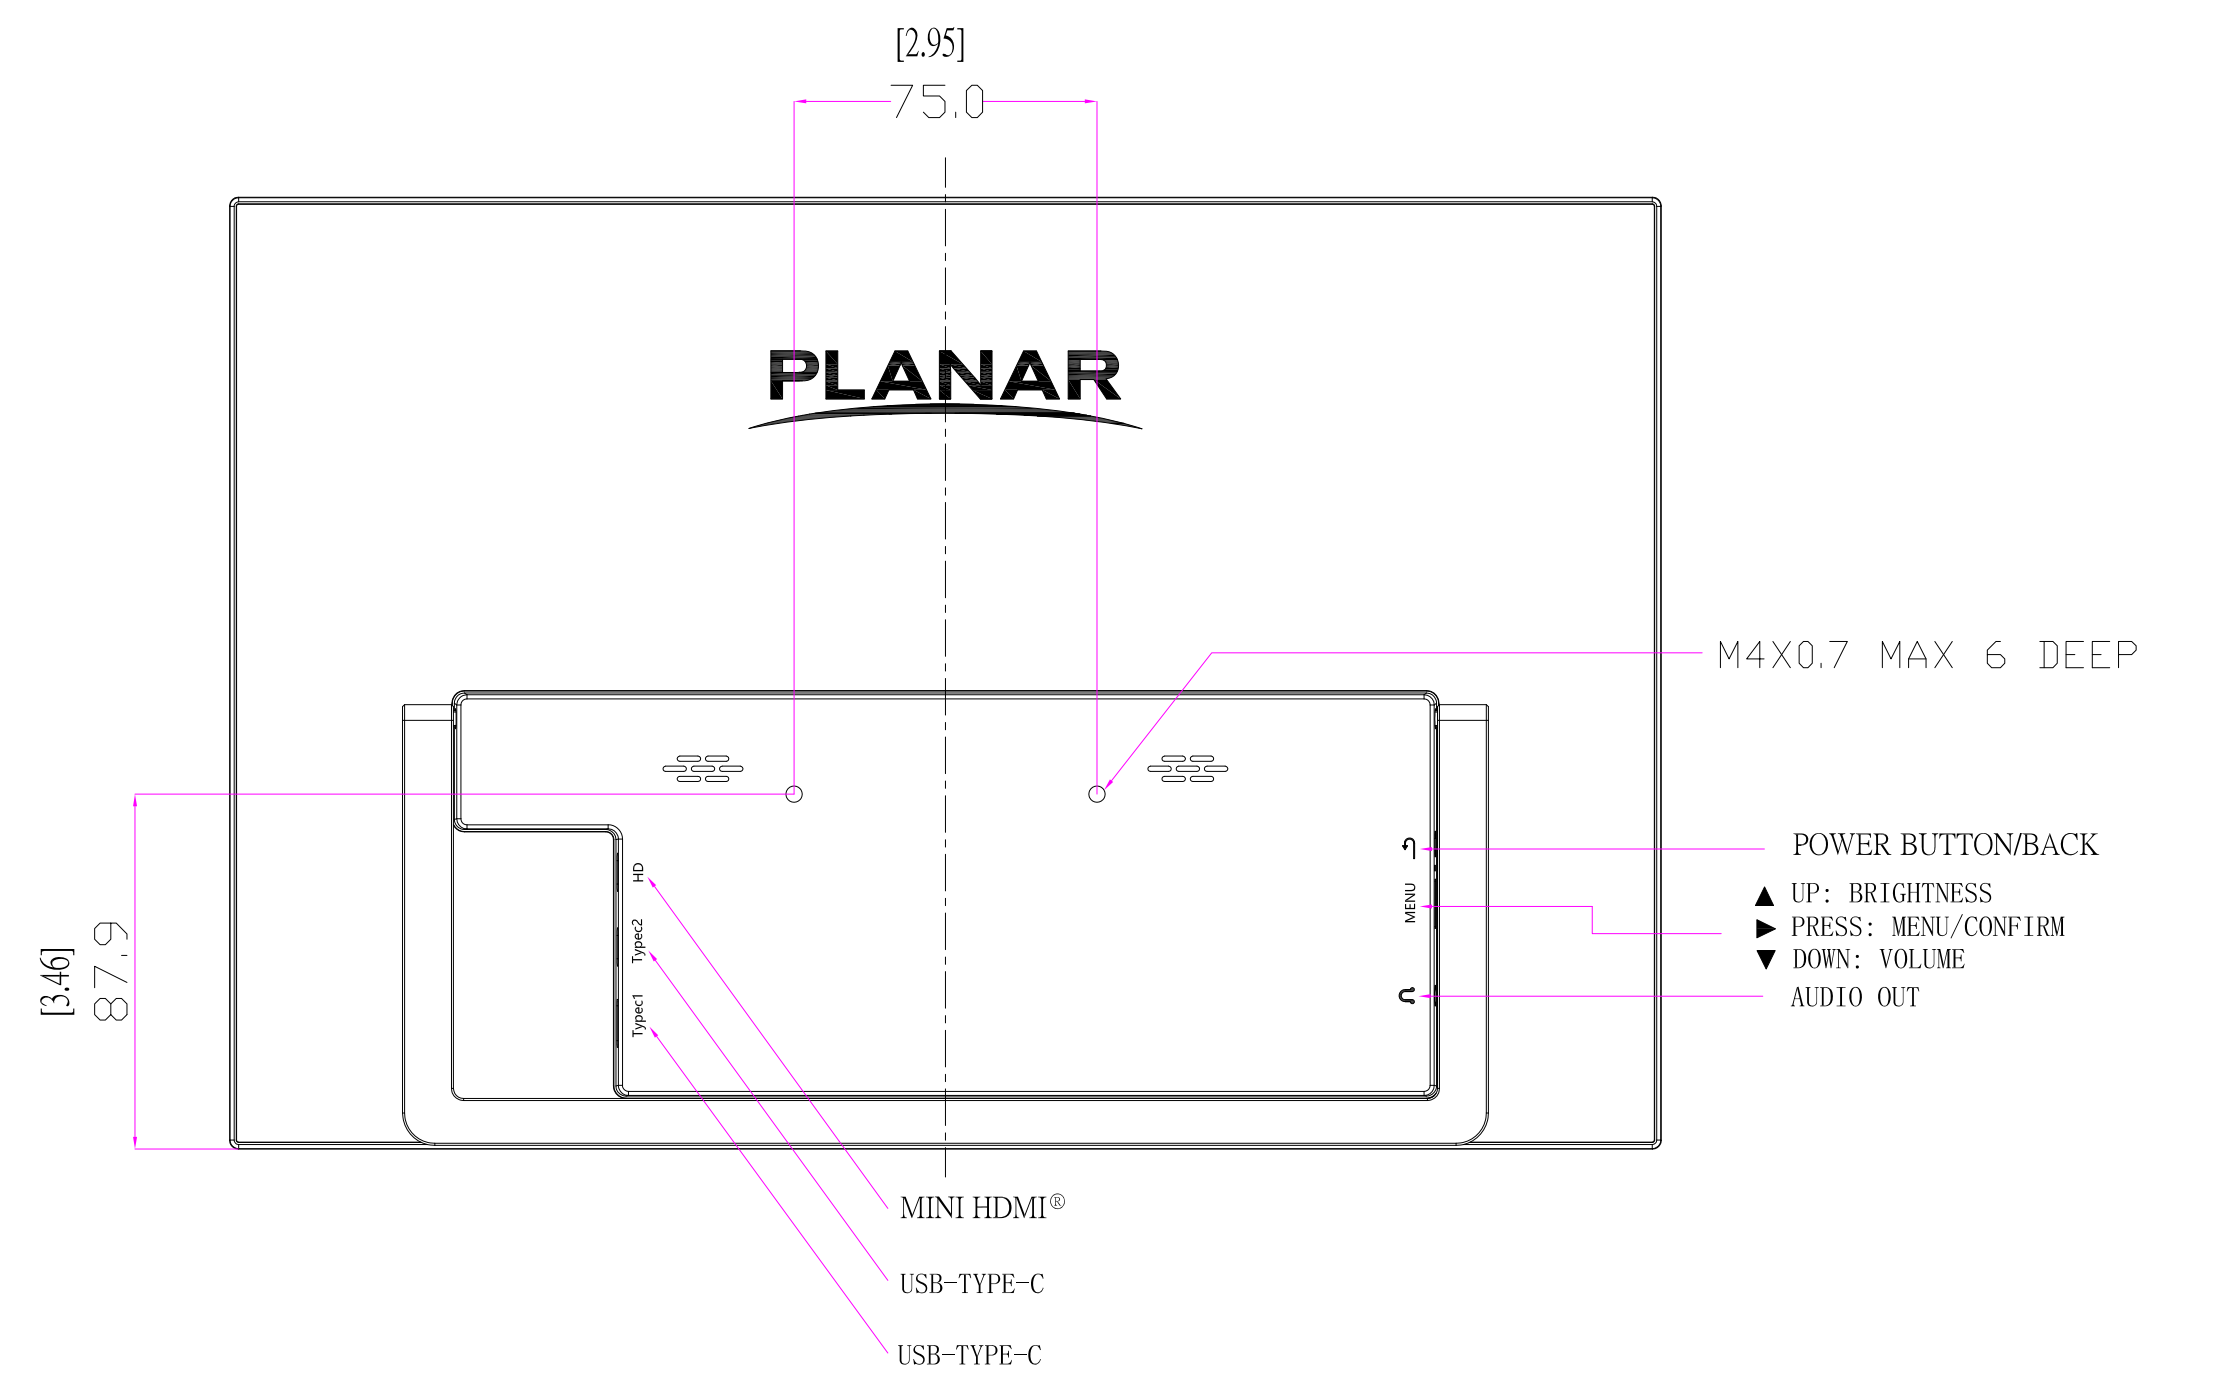 [2.95]
75.0
PLANAR
M4X0.7 MAX 6 DEEP
POWER BUTTON/BACK
▲ UP: BRIGHTNESS
▶ PRESS: MENU/CONFIRM
▼ DOWN: VOLUME
AUDIO OUT
MENU
HD
Typec2
Typec1
[3.46]
87.9
MINI HDMI®
USB-TYPE-C
USB-TYPE-C